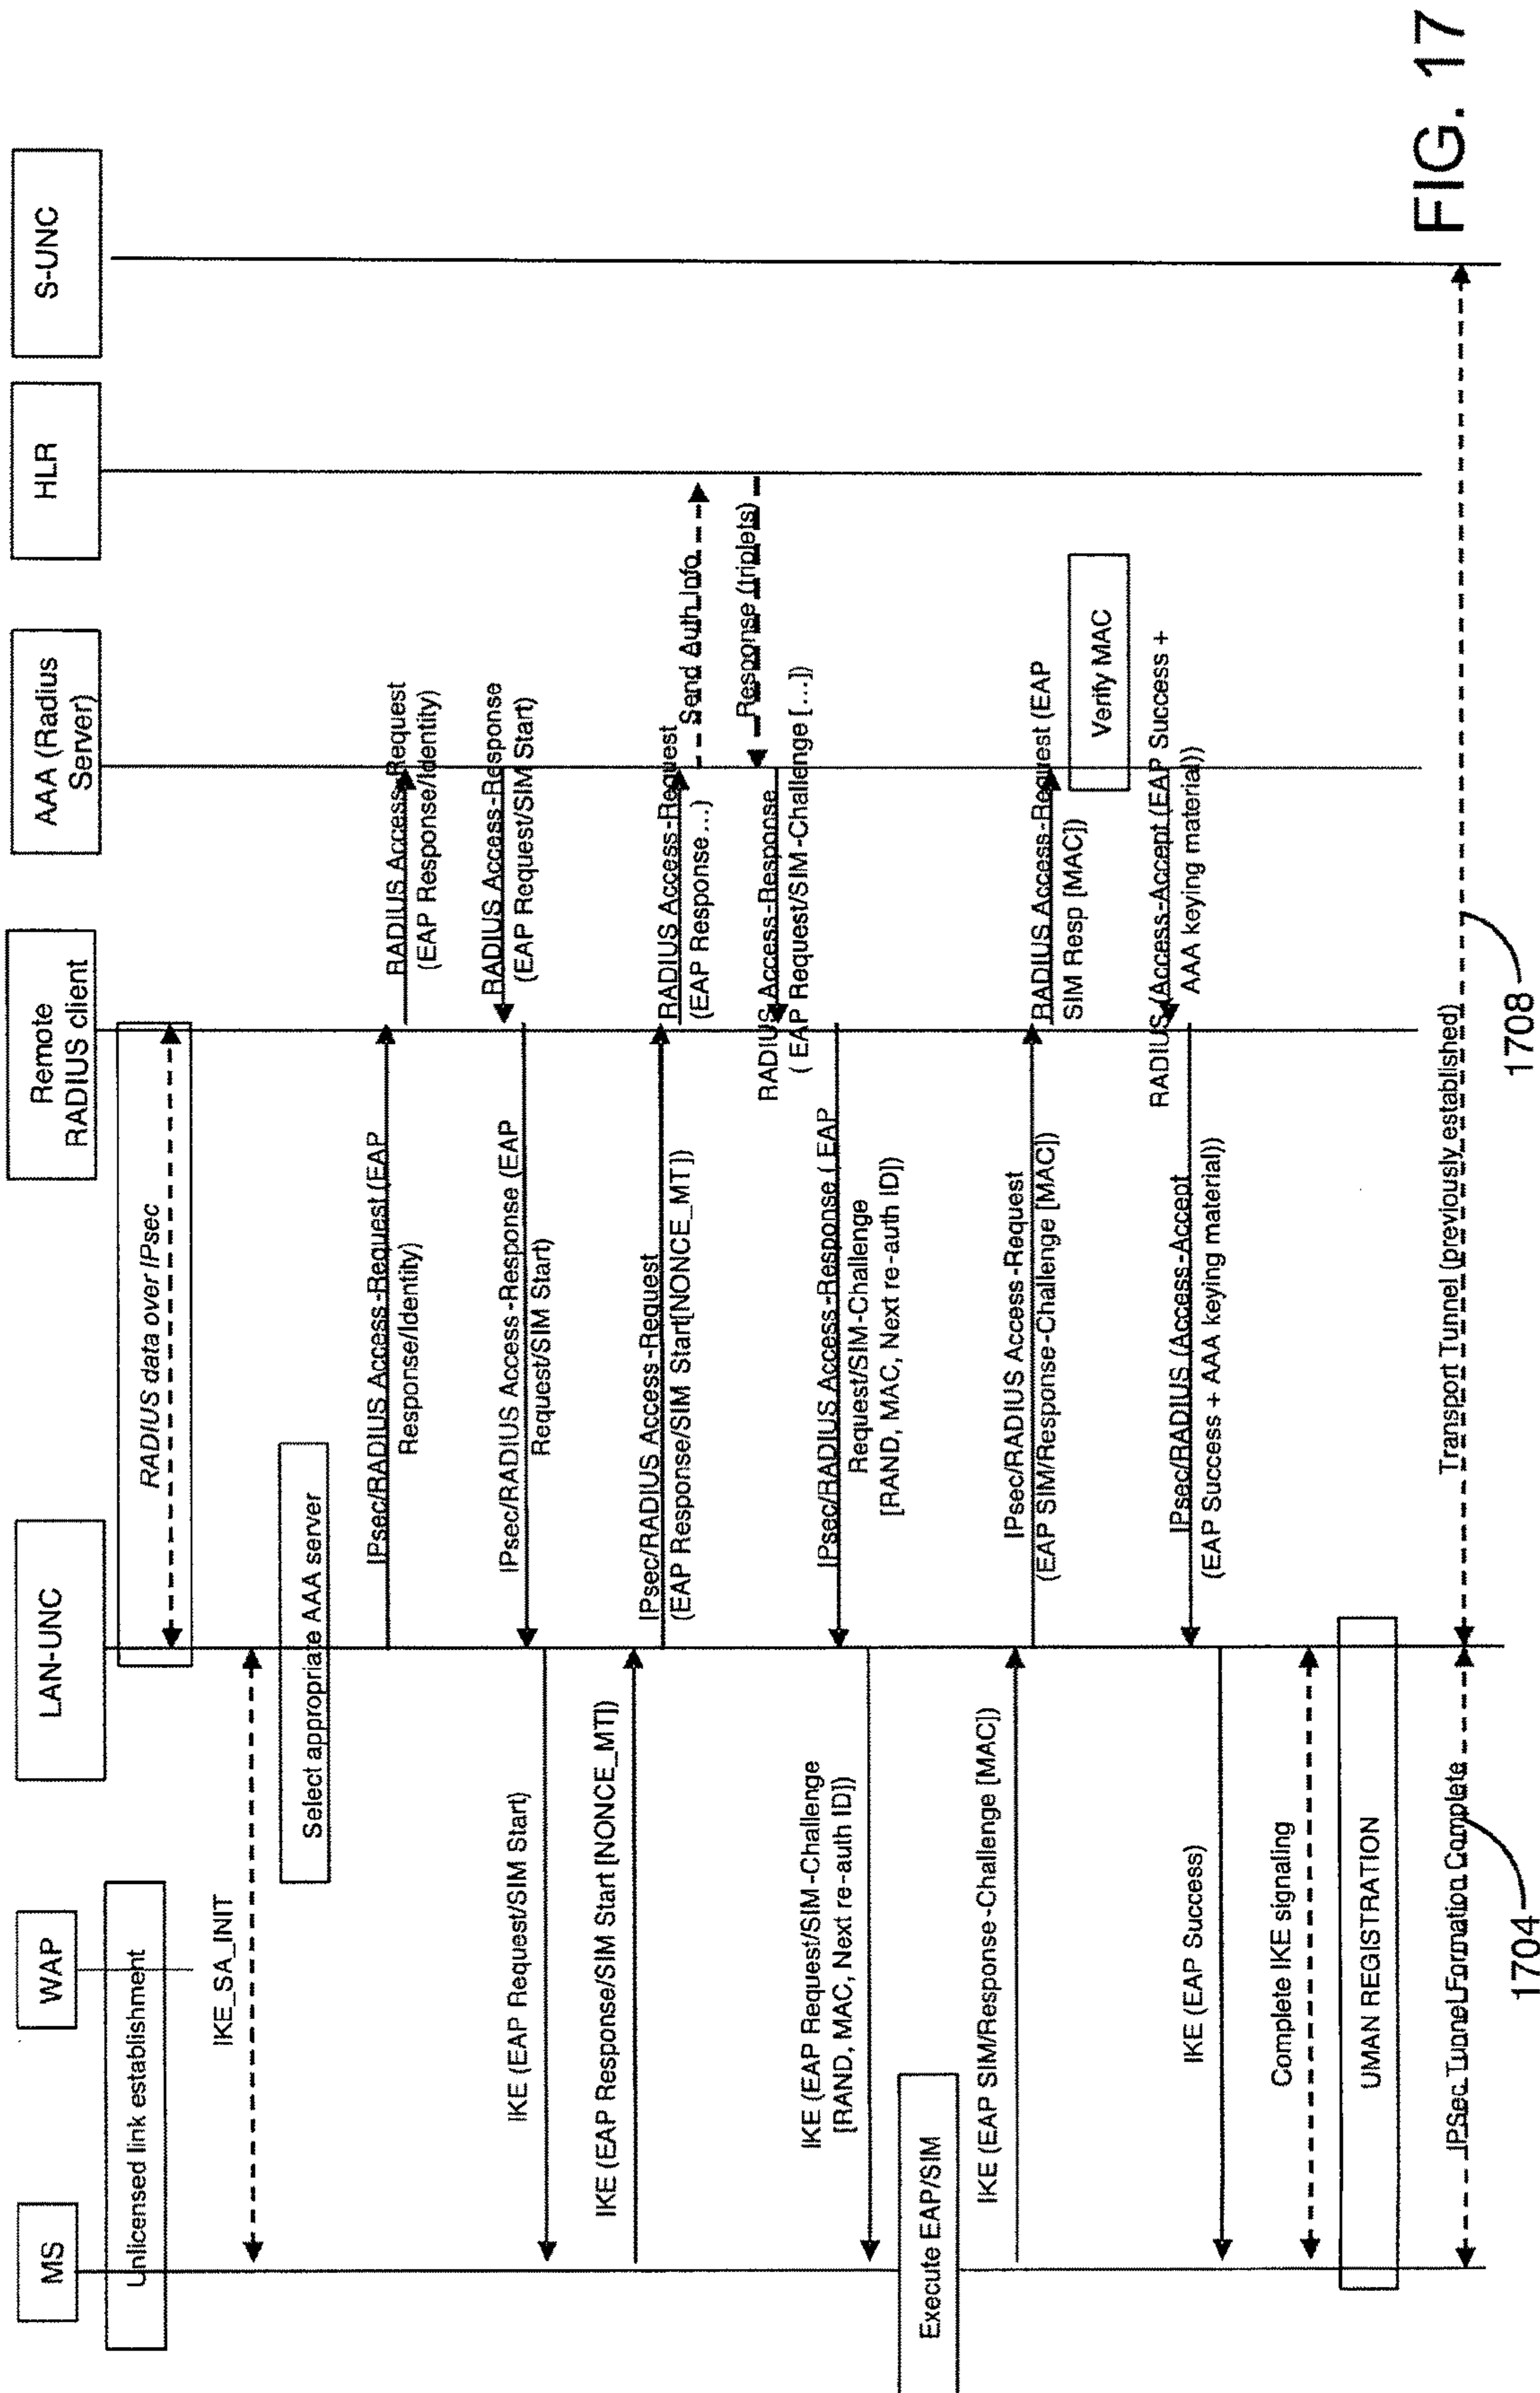 MS
WAP
LAN-UNC
Remote
RADIUS client
AAA (Radius
Server)
HLR
S-UNC
Unlicensed link establishment
RADIUS data over IPsec
IKE_SA_INIT
Select appropriate AAA server
IPsec/RADIUS Access-Request (EAP
Response/Identity)
RADIUS Access-Request
(EAP Response/Identity)
RADIUS Access-Response
(EAP Request/SIM Start)
IPsec/RADIUS Access-Response (EAP
Request/SIM Start)
IKE (EAP Request/SIM Start)
IKE (EAP Response/SIM Start [NONCE_MT])
IPsec/RADIUS Access-Request
(EAP Response/SIM Start[NONCE_MT])
RADIUS Access-Request
(EAP Response...)
Send Auth Info
Response (triplets)
RADIUS Access-Response
( EAP Request/SIM-Challenge [...])
IPsec/RADIUS Access-Response ( EAP
Request/SIM-Challenge
[RAND, MAC, Next re-auth ID])
IKE (EAP Request/SIM-Challenge
[RAND, MAC, Next re-auth ID])
Execute EAP/SIM
IKE (EAP SIM/Response-Challenge [MAC])
IPsec/RADIUS Access-Request
(EAP SIM/Response-Challenge [MAC])
RADIUS Access-Request (EAP
SIM Resp [MAC])
Verify MAC
RADIUS (Access-Accept (EAP Success +
AAA keying material))
IPsec/RADIUS (Access-Accept
(EAP Success + AAA keying material))
IKE (EAP Success)
Complete IKE signaling
UMAN REGISTRATION
IPSec Tunnel Formation Complete
Transport Tunnel (previously established)
1704
1708
FIG. 17